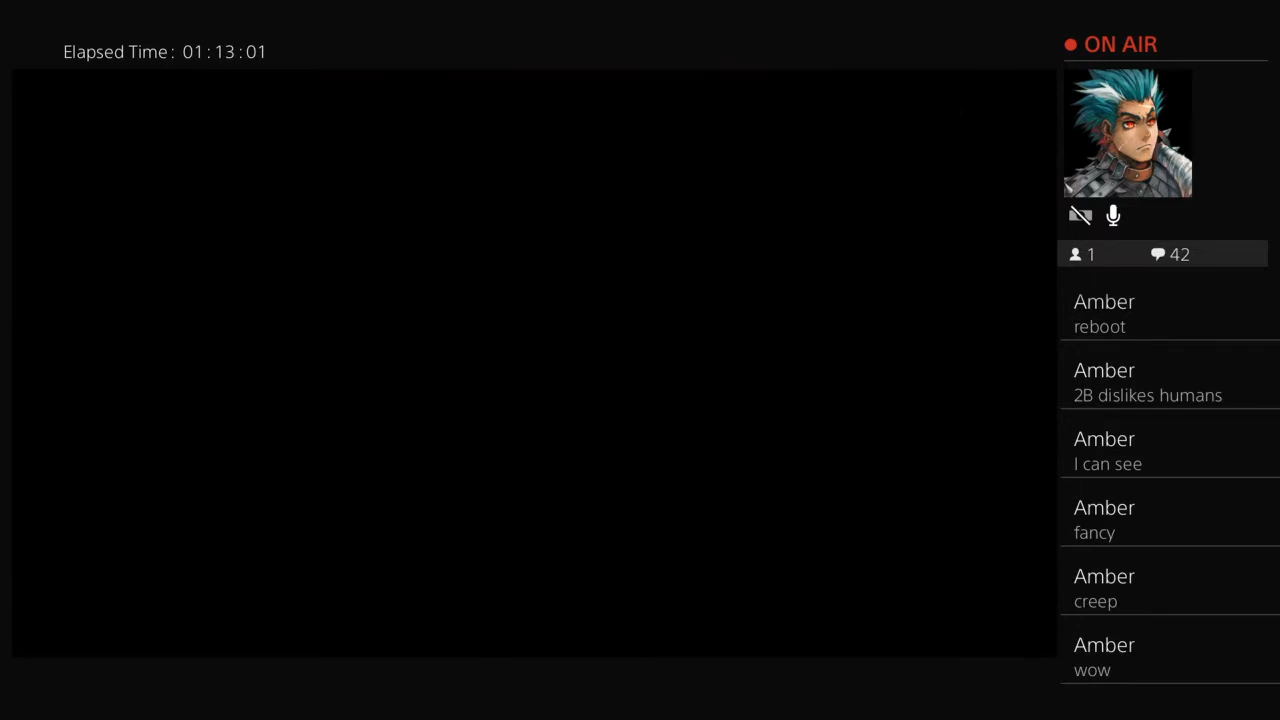 Elapsed Time: 01:13:01
ON AIR
1 42
Amber
reboot
Amber
2B dislikes humans
Amber
I can see
Amber
fancy
Amber
creep
Amber
wow